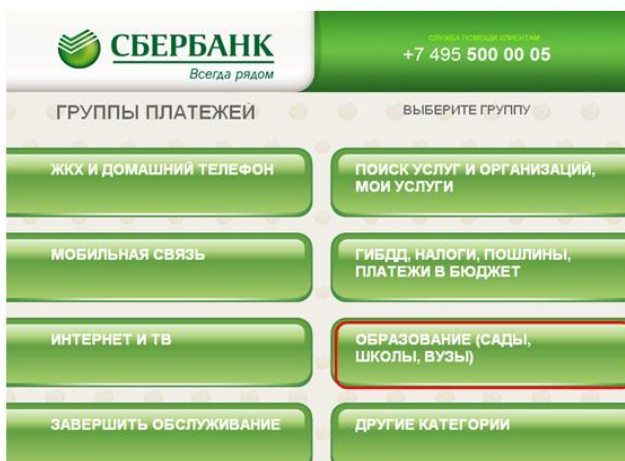 СБЕРБАНК
Всегда рядом
СЛУЖБА ПОМОЩИ КЛИЕНТАМ
+7 495 500 00 05
ГРУППЫ ПЛАТЕЖЕЙ
ВЫБЕРИТЕ ГРУППУ
ЖКХ И ДОМАШНИЙ ТЕЛЕФОН
ПОИСК УСЛУГ И ОРГАНИЗАЦИЙ,
МОИ УСЛУГИ
МОБИЛЬНАЯ СВЯЗЬ
ГИБДД, НАЛОГИ, ПОШЛИНЫ,
ПЛАТЕЖИ В БЮДЖЕТ
ИНТЕРНЕТ И ТВ
ОБРАЗОВАНИЕ (САДЫ,
ШКОЛЫ, ВУЗЫ)
ЗАВЕРШИТЬ ОБСЛУЖИВАНИЕ
ДРУГИЕ КАТЕГОРИИ